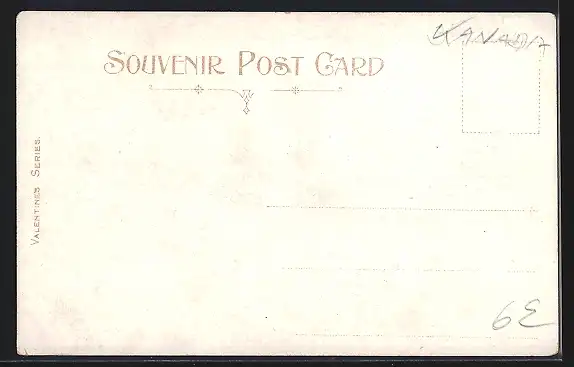 KANADA
SOUVENIR POST CARD
VALENTINES SERIES.
6E